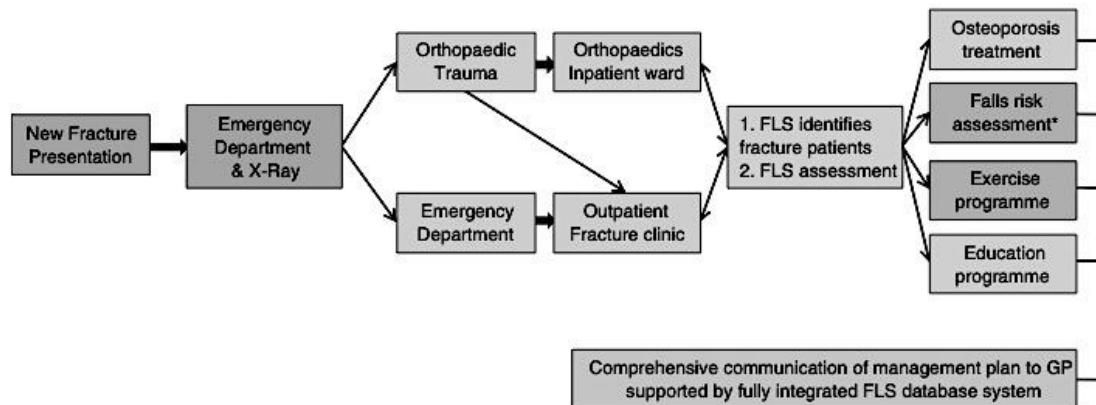 New Fracture
Presentation
Emergency
Department
& X-Ray
Orthopaedic
Trauma
Orthopaedics
Inpatient ward
Emergency
Department
Outpatient
Fracture clinic
1. FLS identifies
fracture patients
2. FLS assessment
Osteoporosis
treatment
Falls risk
assessment*
Exercise
programme
Education
programme
Comprehensive communication of management plan to GP
supported by fully integrated FLS database system